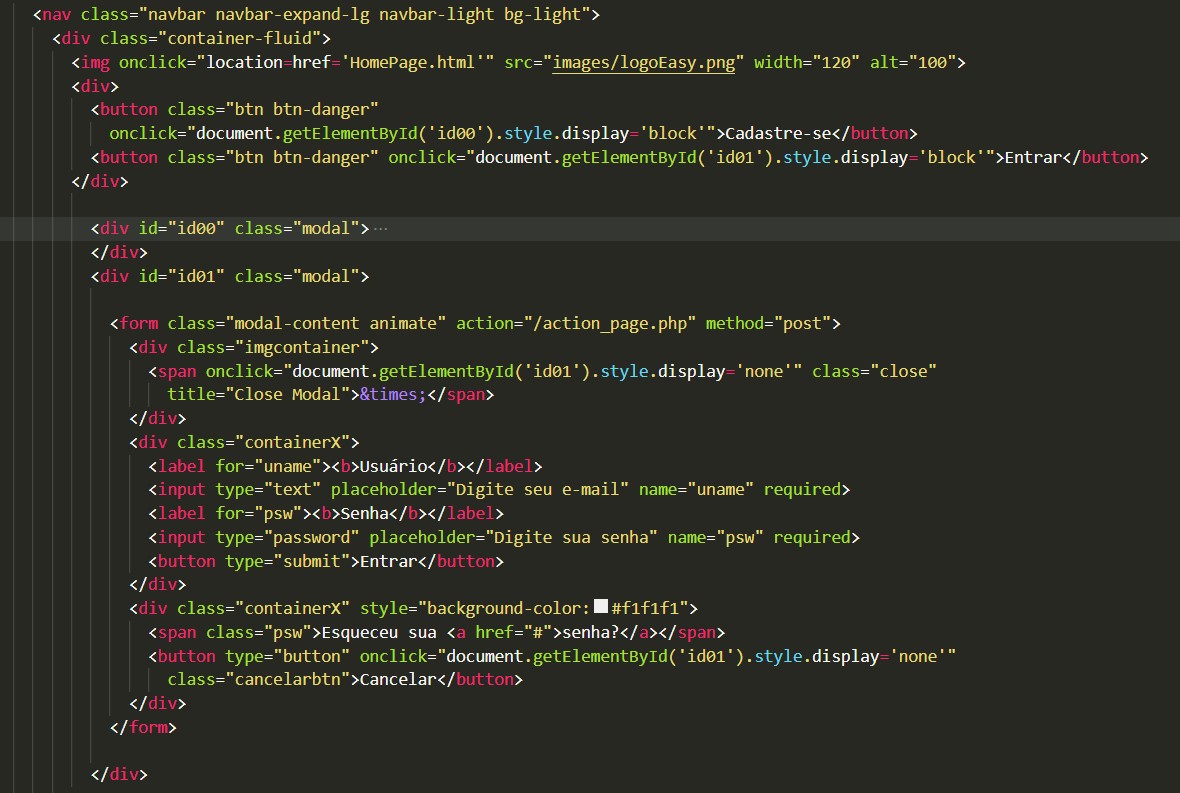 <nav class="navbar navbar-expand-lg navbar-light bg-light">
<div class="container-fluid">
<img onclick="location=href='HomePage.html'" src="images/logoEasy.png" width="120" alt="100">
<div>
<button class="btn btn-danger"
onclick="document.getElementById('id00').style.display='block'">Cadastre-se</button>
<button class="btn btn-danger" onclick="document.getElementById('id01').style.display='block'">Entrar</button>
</div>
<div id="id00" class="modal">…
</div>
<div id="id01" class="modal">
<form class="modal-content animate" action="/action_page.php" method="post">
<div class="imgcontainer">
<span onclick="document.getElementById('id01').style.display='none'" class="close"
title="Close Modal">&times;</span>
</div>
<div class="containerX">
<label for="uname"><b>Usuário</b></label>
<input type="text" placeholder="Digite seu e-mail" name="uname" required>
<label for="psw"><b>Senha</b></label>
<input type="password" placeholder="Digite sua senha" name="psw" required>
<button type="submit">Entrar</button>
</div>
<div class="containerX" style="background-color:#f1f1f1">
<span class="psw">Esqueceu sua <a href="#">senha?</a></span>
<button type="button" onclick="document.getElementById('id01').style.display='none'"
class="cancelarbtn">Cancelar</button>
</div>
</form>
</div>